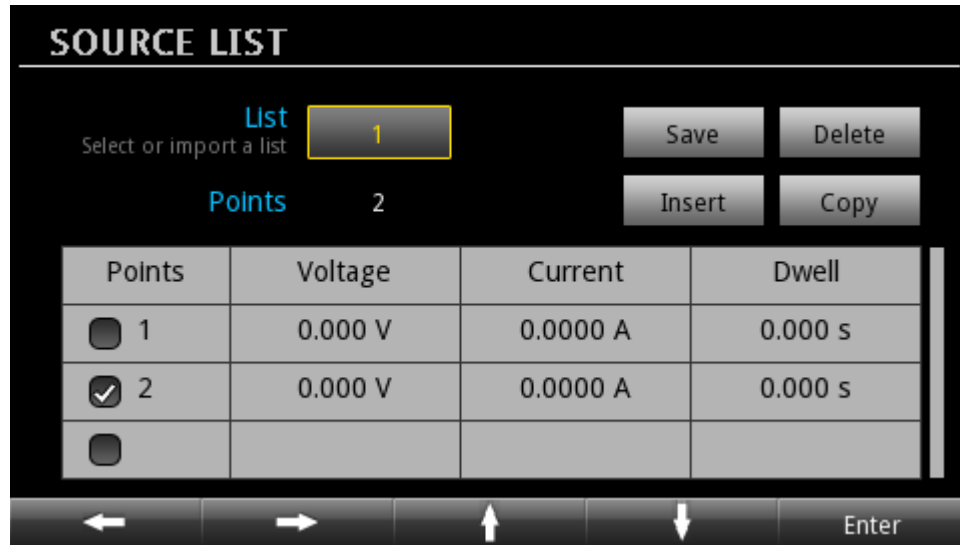 SOURCE LIST
List 1 Save Delete
Select or import a list
Points 2 Insert Copy
Points Voltage Current Dwell
1 0.000 V 0.0000 A 0.000 s
2 0.000 V 0.0000 A 0.000 s
Enter